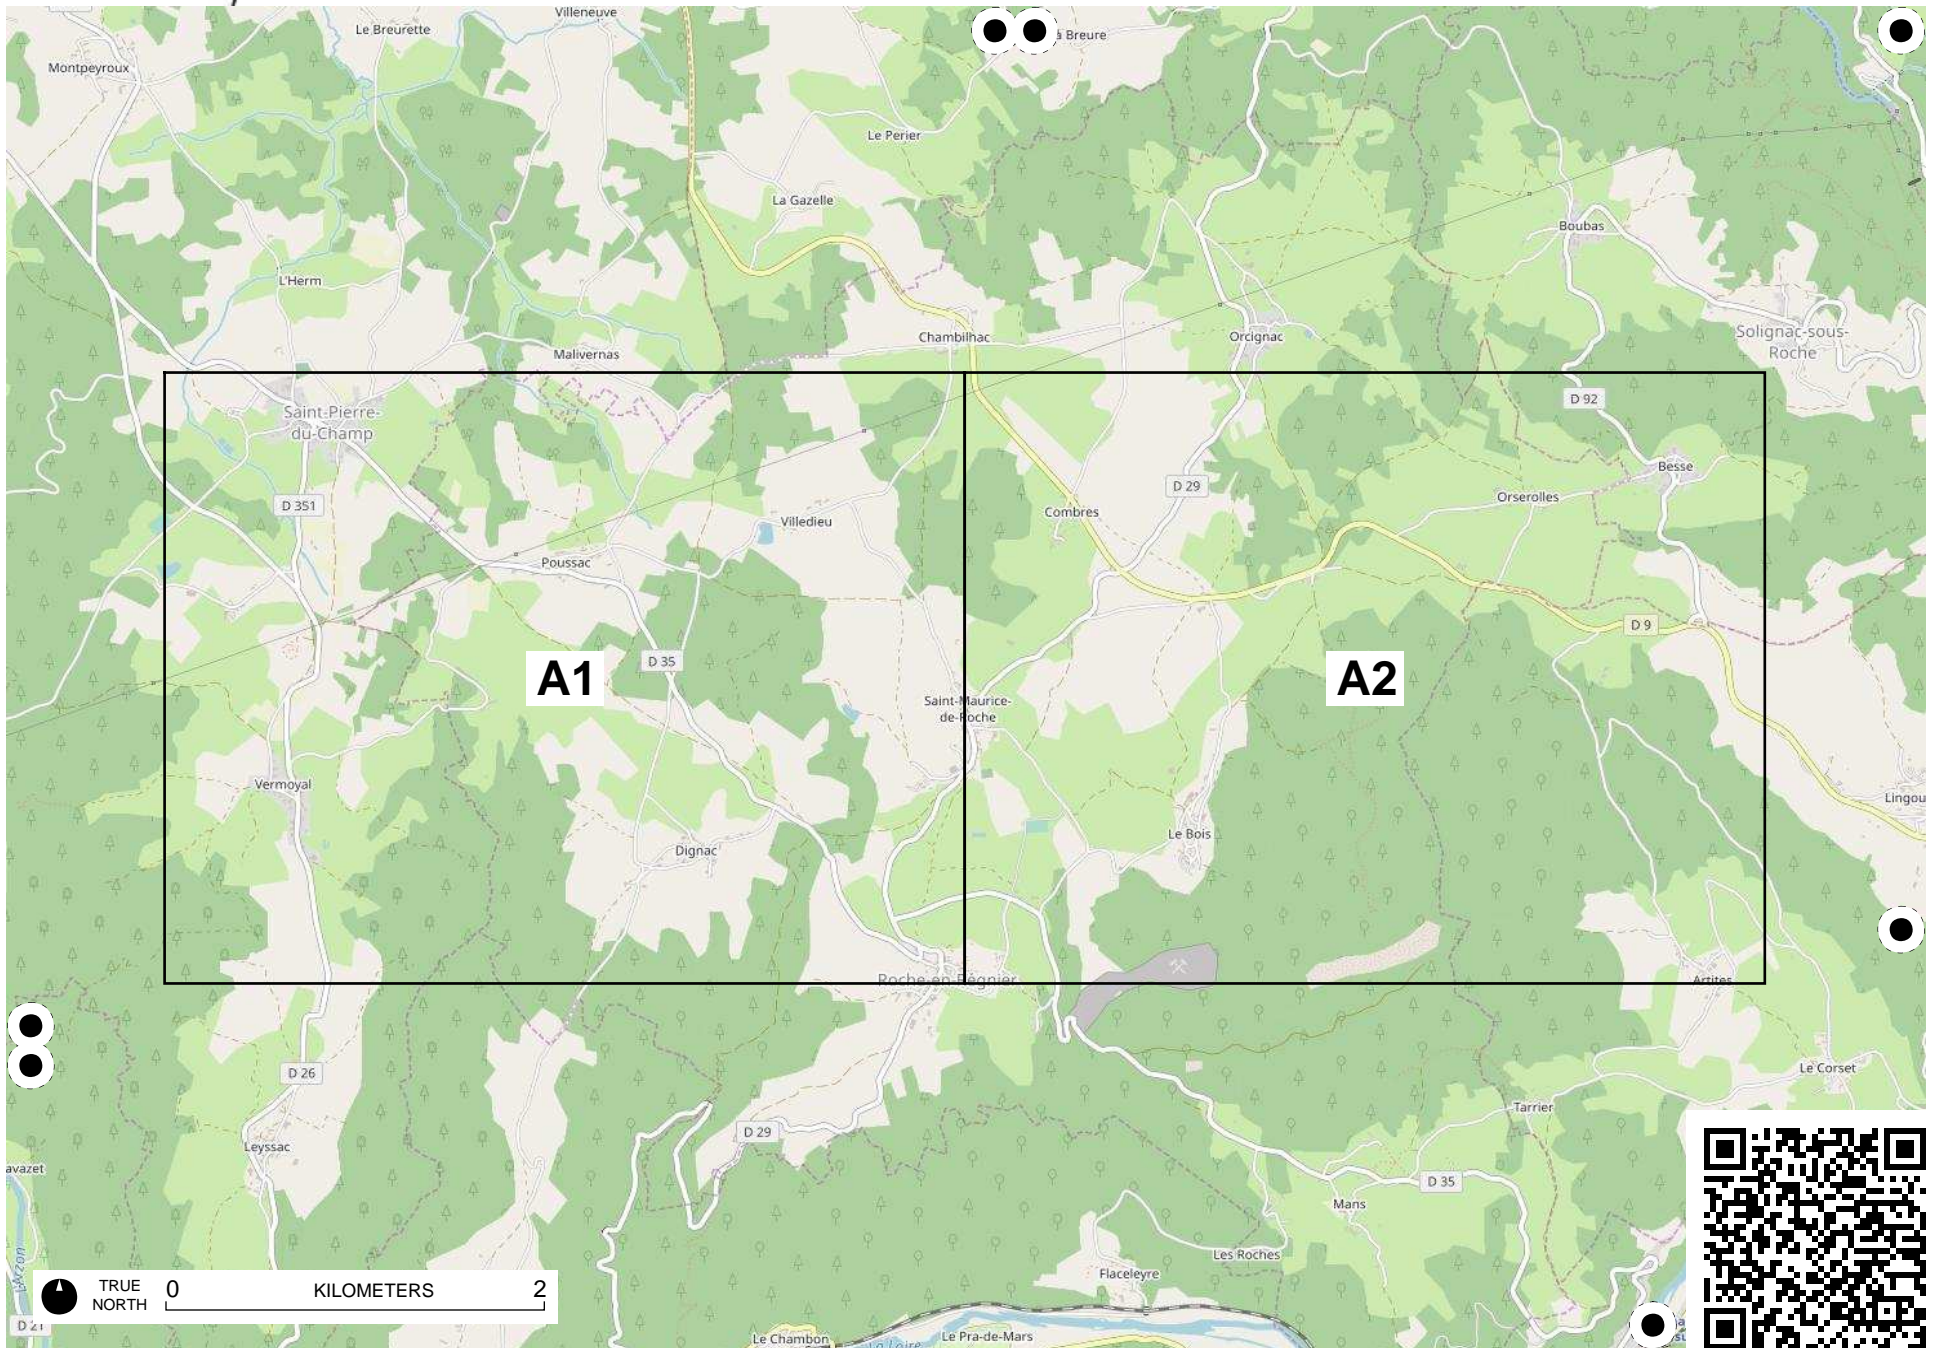 Villeneuve
Le Breurette
à Breure
Montpeyroux
Le Perier
La Gazelle
Boubas
L'Herm
Solignac-sous-
Roche
Chambilhac
Orcignac
Malivernas
D 92
Saint-Pierre-
du-Champ
Besse
D 29
Orserolles
D 351
Combres
Villedieu
Poussac
D 9
D 35
A1
A2
Saint-Maurice-
de-Roche
Vermoyal
Lingou
Le Bois
Dignac
Roche-en-Régnier
Artites
D 26
Le Corset
Tarrier
D 29
Leyssac
avazet
D 35
Mans
Les Roches
L'Arzon
Flaceleyre
TRUE
NORTH
0
KILOMETERS
2
D 21
Le Chambon
Le Pra-de-Mars
La Loire